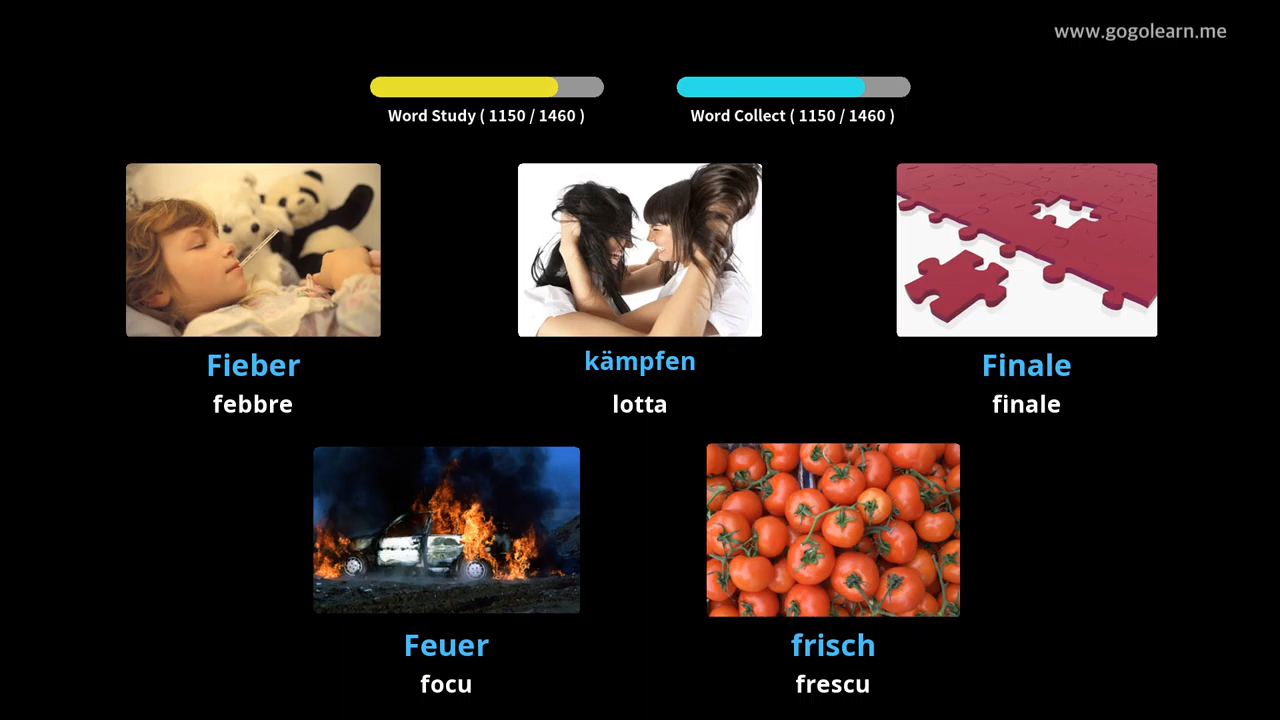 www.gogolearn.me
Word Study ( 1150 / 1460 )
Word Collect ( 1150 / 1460 )
Fieber
febbre
kämpfen
lotta
Finale
finale
Feuer
focu
frisch
frescu